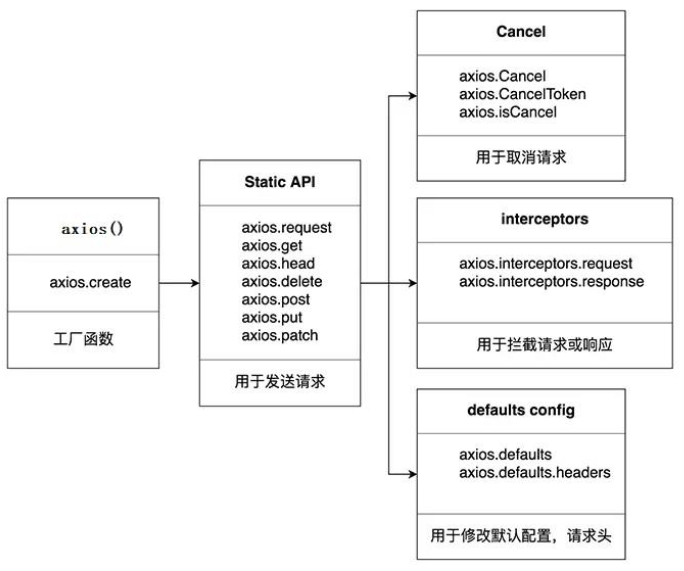 axios()
axios.create
工厂函数
Static API
axios.request
axios.get
axios.head
axios.delete
axios.post
axios.put
axios.patch
用于发送请求
Cancel
axios.Cancel
axios.CancelToken
axios.isCancel
用于取消请求
interceptors
axios.interceptors.request
axios.interceptors.response
用于拦截请求或响应
defaults config
axios.defaults
axios.defaults.headers
用于修改默认配置，请求头